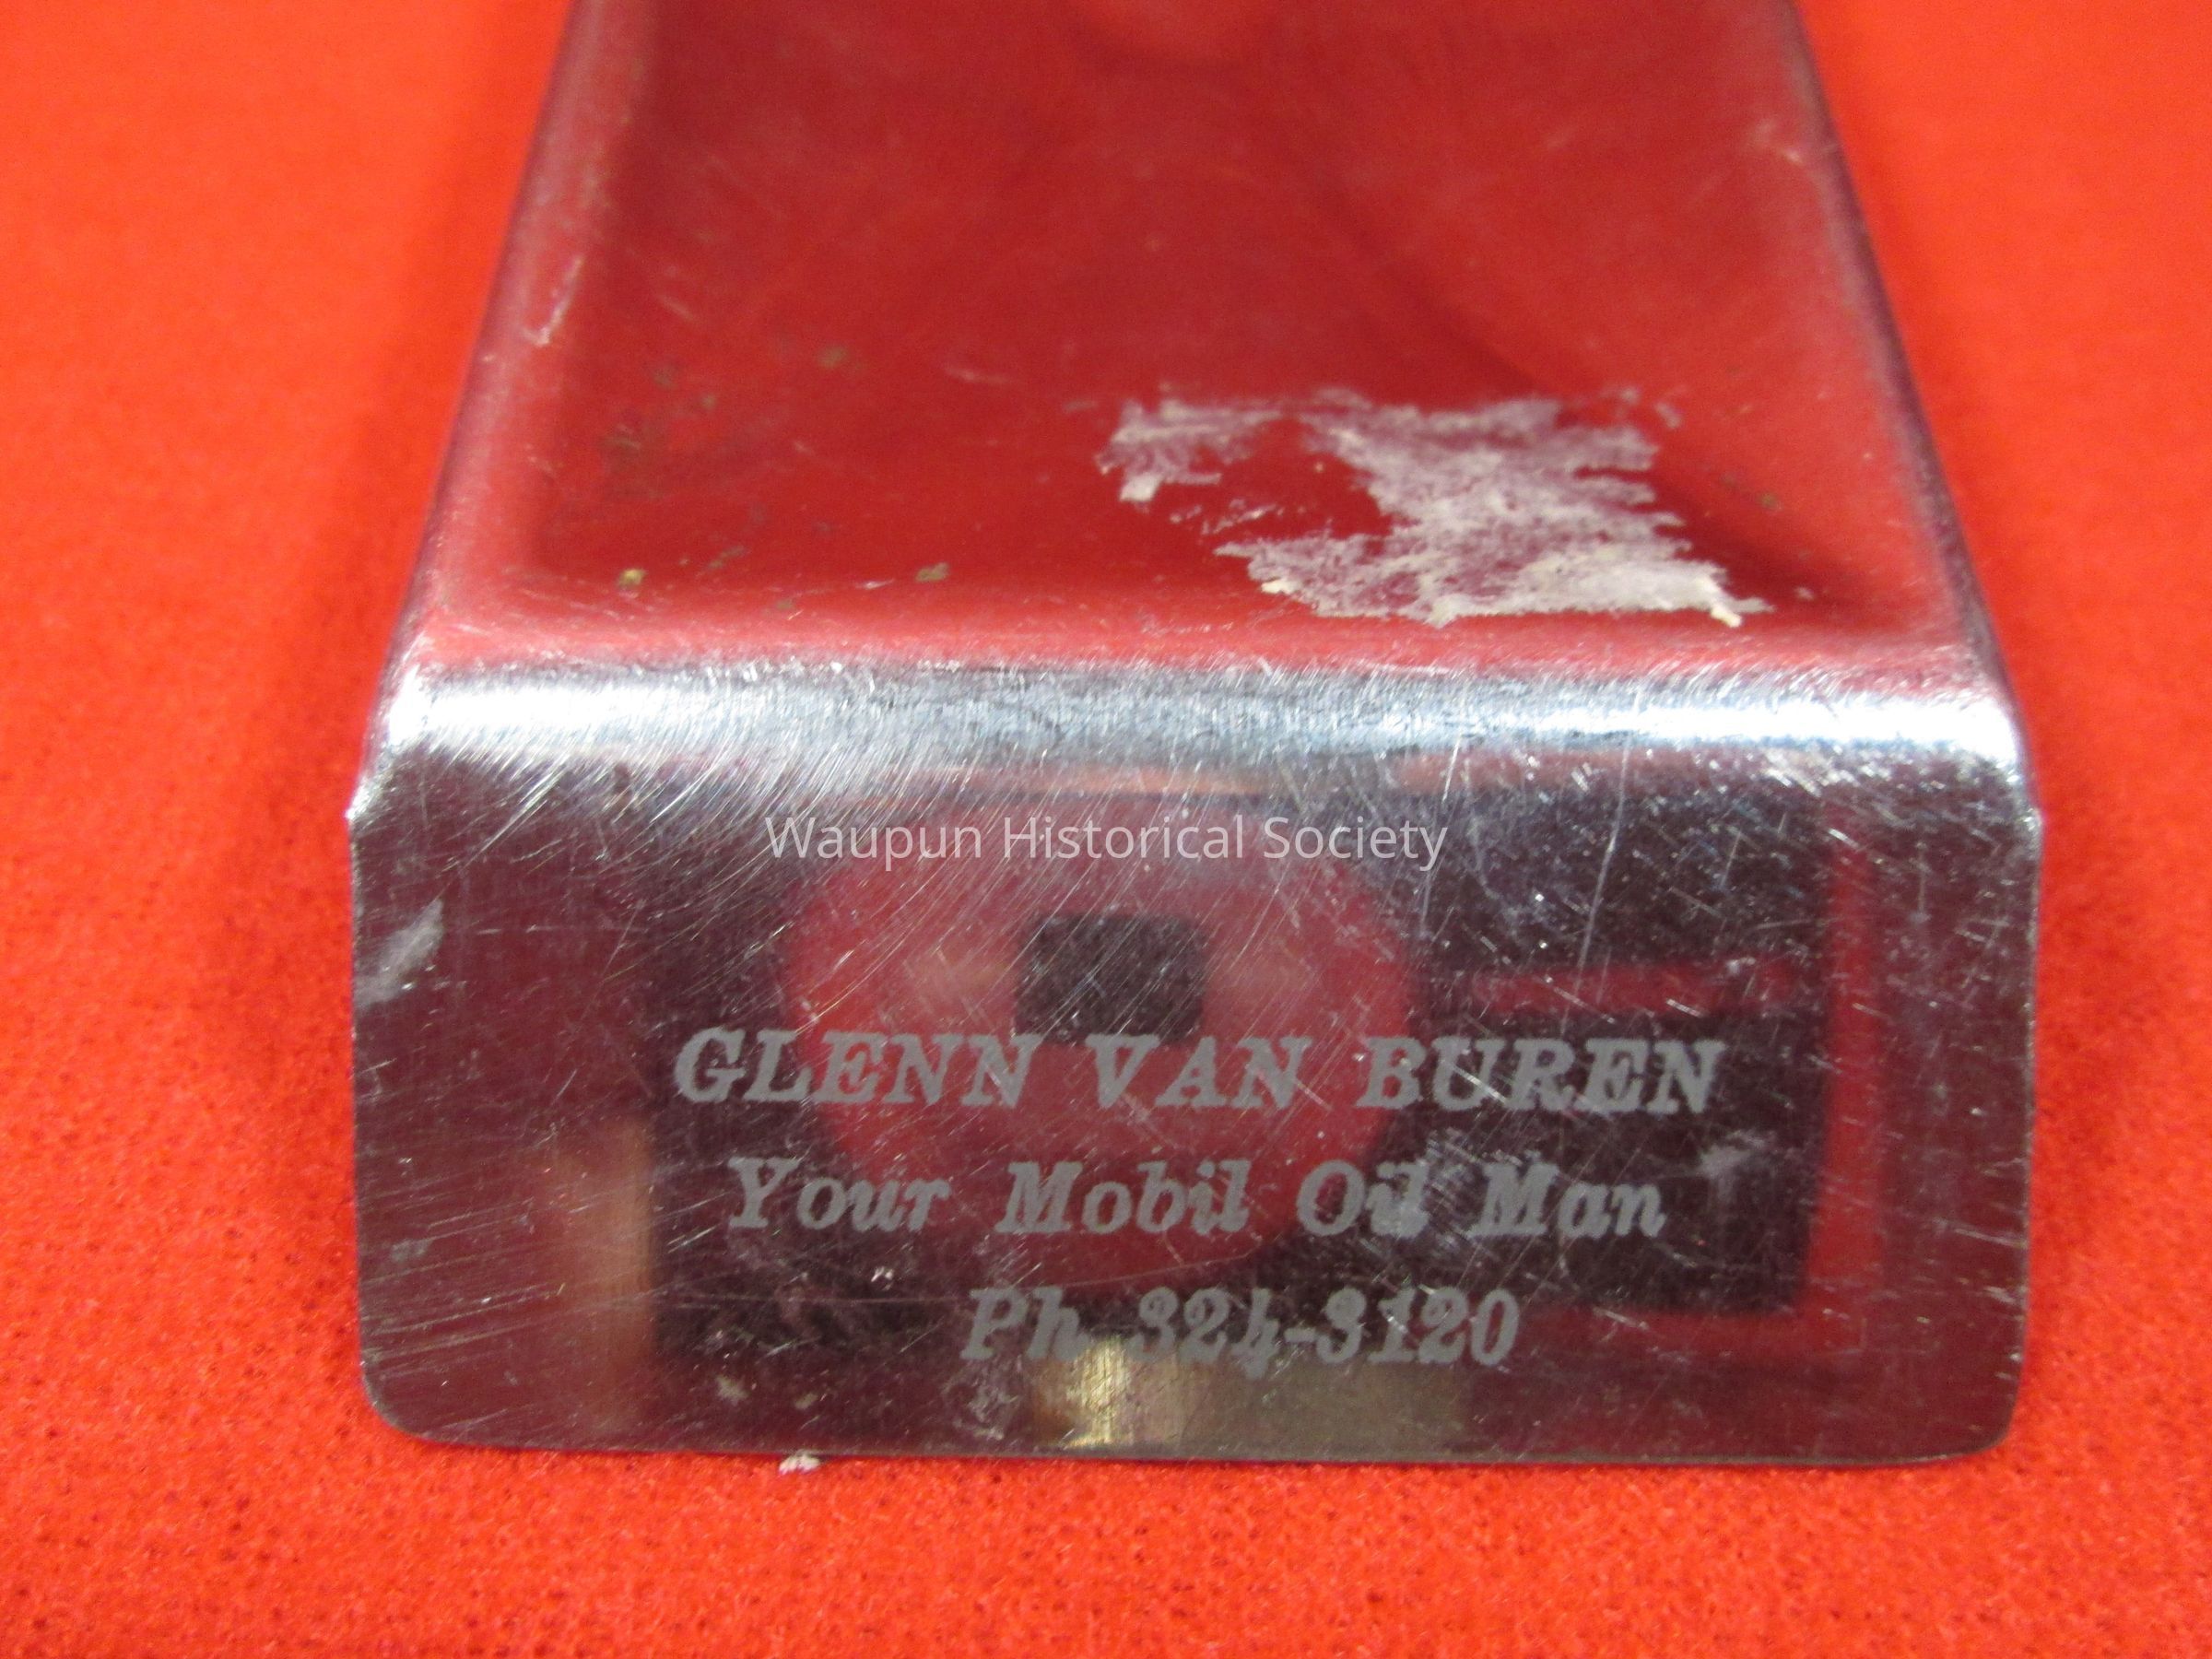 Waupun Historical Society
GLENN VAN BUREN
Your Mobil Oil Man
Ph 324-3120